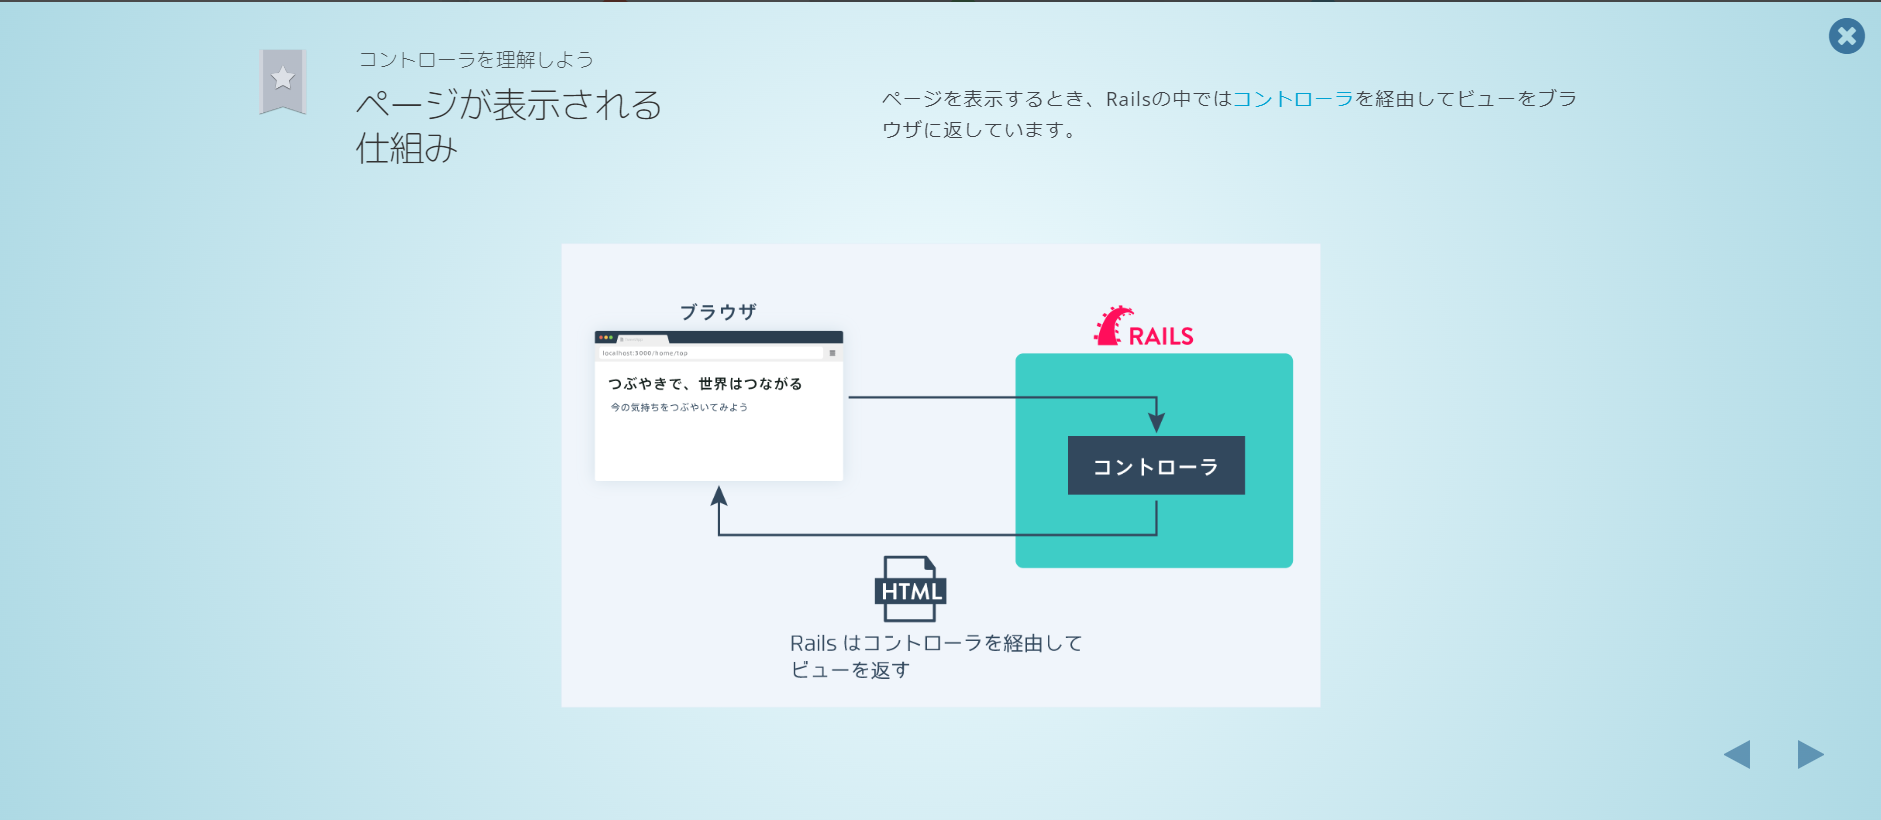 コントローラを理解しよう
ページが表示される
仕組み
ページを表示するとき、Railsの中ではコントローラを経由してビューをブラ
ウザに返しています。
ブラウザ
RAILS
localhost:3000/home/top
つぶやきで、世界はつながる
今の気持ちをつぶやいてみよう
コントローラ
HTML
Rails はコントローラを経由して
ビューを返す